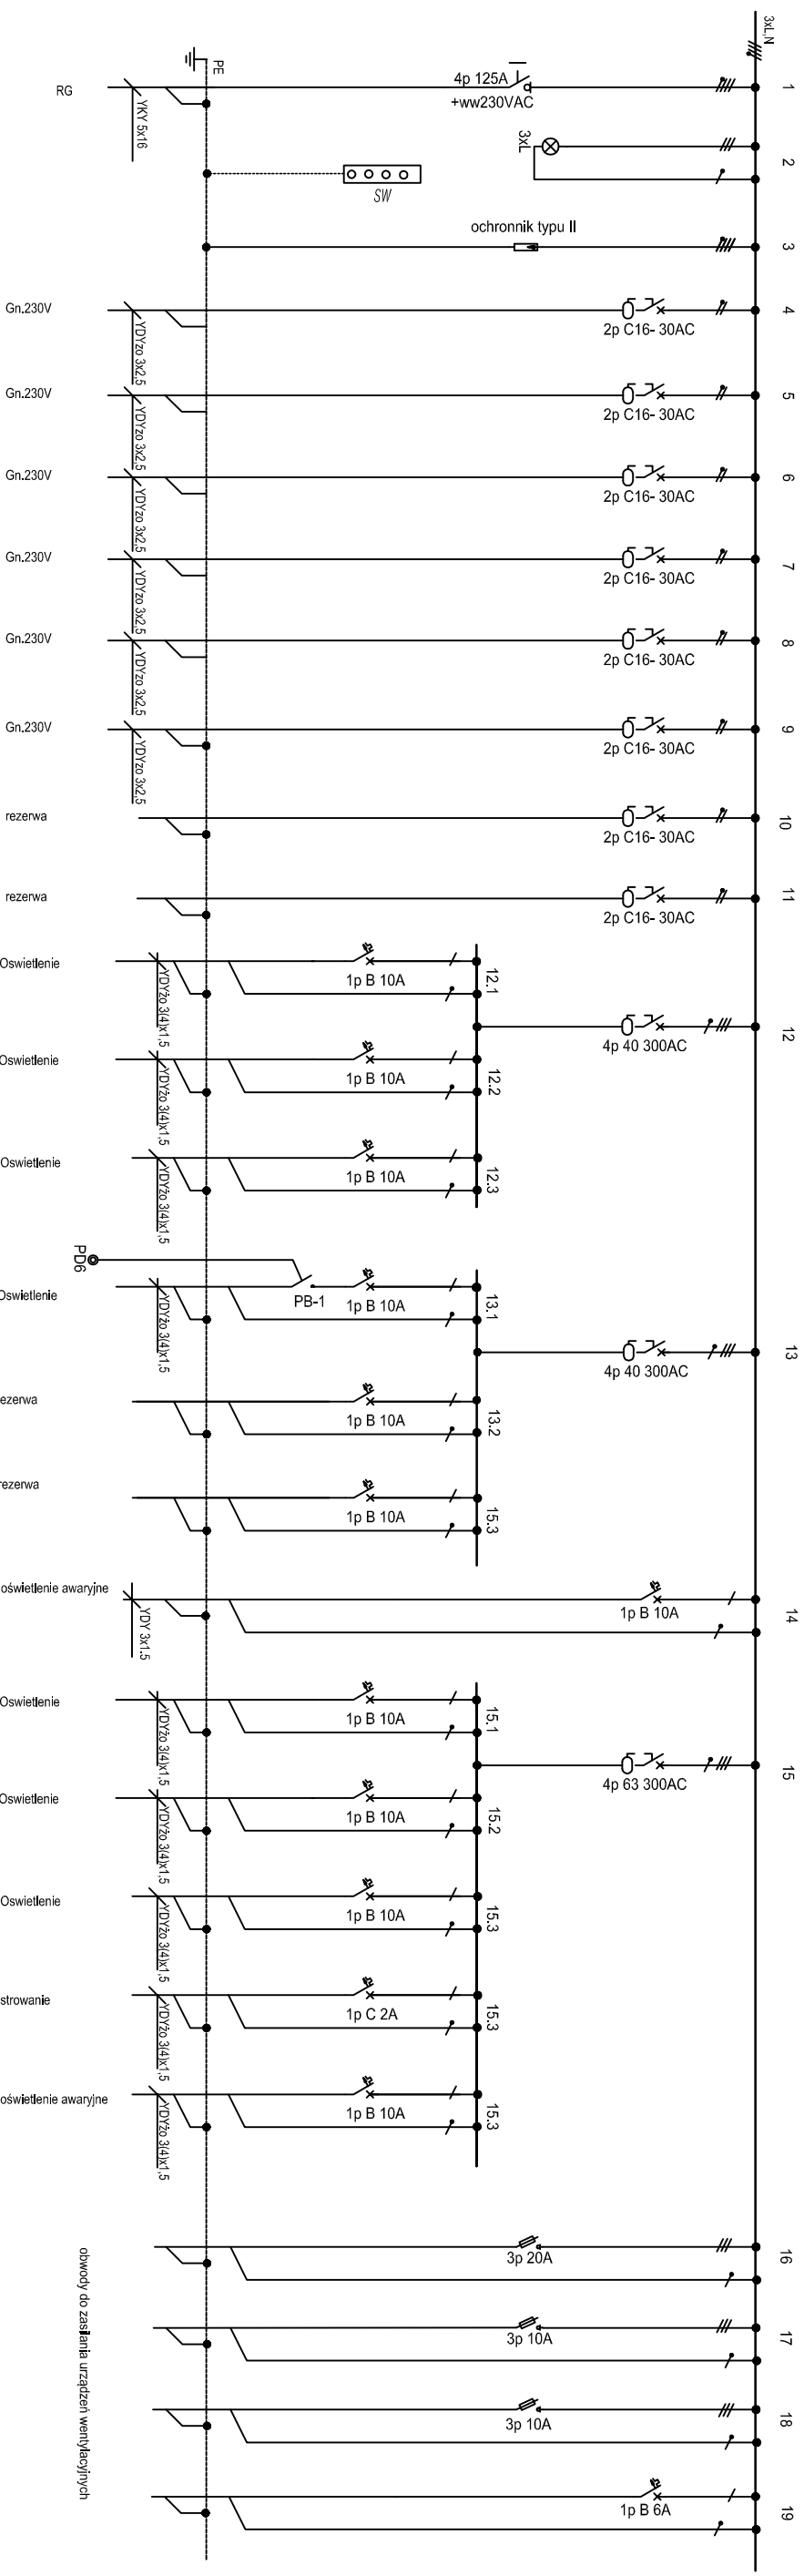 3xL,N
1
PE
4p 125A
+ww230VAC
RG
YKY 5x16
2
3xL
SW
3
ochronnik typu II
4
Gn.230V
YDYżo 3x2,5
2p C16- 30AC
5
Gn.230V
YDYżo 3x2,5
2p C16- 30AC
6
Gn.230V
YDYżo 3x2,5
2p C16- 30AC
7
Gn.230V
YDYżo 3x2,5
2p C16- 30AC
8
Gn.230V
YDYżo 3x2,5
2p C16- 30AC
9
Gn.230V
YDYżo 3x2,5
2p C16- 30AC
10
rezerwa
2p C16- 30AC
11
rezerwa
2p C16- 30AC
Oswietlenie
YDYżo 3(4)x1,5
1p B 10A
12.1
12
4p 40 300AC
Oswietlenie
YDYżo 3(4)x1,5
1p B 10A
12.2
Oswietlenie
YDYżo 3(4)x1,5
1p B 10A
12.3
PD6
Oswietlenie
YDYżo 3(4)x1,5
PB-1
1p B 10A
13.1
13
4p 40 300AC
ezerwa
1p B 10A
13.2
rezerwa
1p B 10A
15.3
oświetlenie awaryjne
YDY 3x1.5
1p B 10A
14
Oswietlenie
YDYżo 3(4)x1,5
1p B 10A
15.1
15
4p 63 300AC
Oswietlenie
YDYżo 3(4)x1,5
1p B 10A
15.2
Oswietlenie
YDYżo 3(4)x1,5
1p B 10A
15.3
strowanie
YDYżo 3(4)x1,5
1p C 2A
15.3
oświetlenie awaryjne
YDYżo 3(4)x1,5
1p B 10A
15.3
obwody do zasilania urządzeń wentylacyjnych
16
3p 20A
17
3p 10A
18
3p 10A
19
1p B 6A